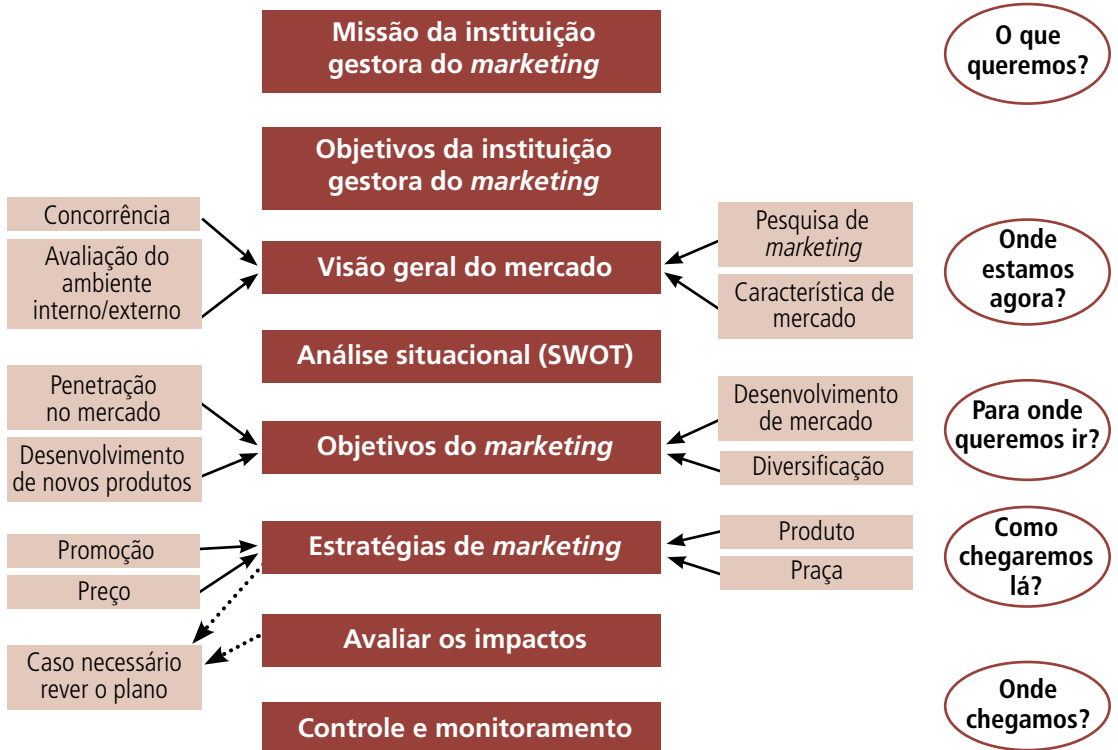 Missão da instituição
gestora do marketing
O que
queremos?
Objetivos da instituição
gestora do marketing
Concorrência
Avaliação do
ambiente
interno/externo
Visão geral do mercado
Pesquisa de
marketing
Característica de
mercado
Onde
estamos
agora?
Análise situacional (SWOT)
Penetração
no mercado
Desenvolvimento
de novos produtos
Objetivos do marketing
Desenvolvimento
de mercado
Diversificação
Para onde
queremos ir?
Promoção
Preço
Estratégias de marketing
Produto
Praça
Como
chegaremos
lá?
Caso necessário
rever o plano
Avaliar os impactos
Controle e monitoramento
Onde
chegamos?